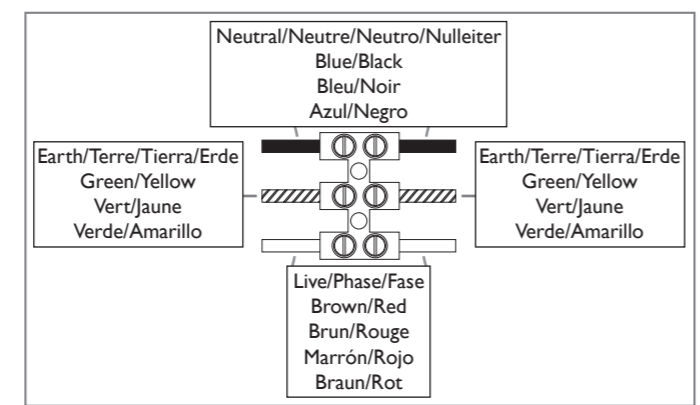 Neutral/Neutre/Neutro/Nulleiter
Blue/Black
Bleu/Noir
Azul/Negro
Earth/Terre/Tierra/Erde
Green/Yellow
Vert/Jaune
Verde/Amarillo
Earth/Terre/Tierra/Erde
Green/Yellow
Vert/Jaune
Verde/Amarillo
Live/Phase/Fase
Brown/Red
Brun/Rouge
Marrón/Rojo
Braun/Rot